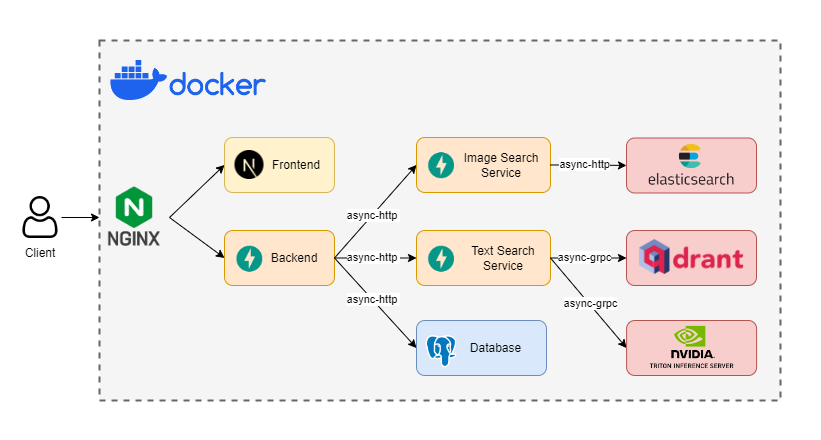 docker
Frontend
Image Search
Service
async-http
elasticsearch
NGINX
Client
async-http
Backend
async-http
Text Search
Service
async-grpc
drant
async-http
async-grpc
Database
NVIDIA.
TRITON INFERENCE SERVER